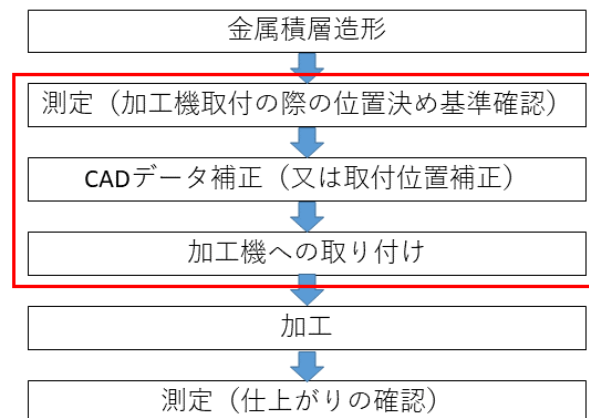 金属積層造形
測定（加工機取付の際の位置決め基準確認）
CADデータ補正（又は取付位置補正）
加工機への取り付け
加工
測定（仕上がりの確認）